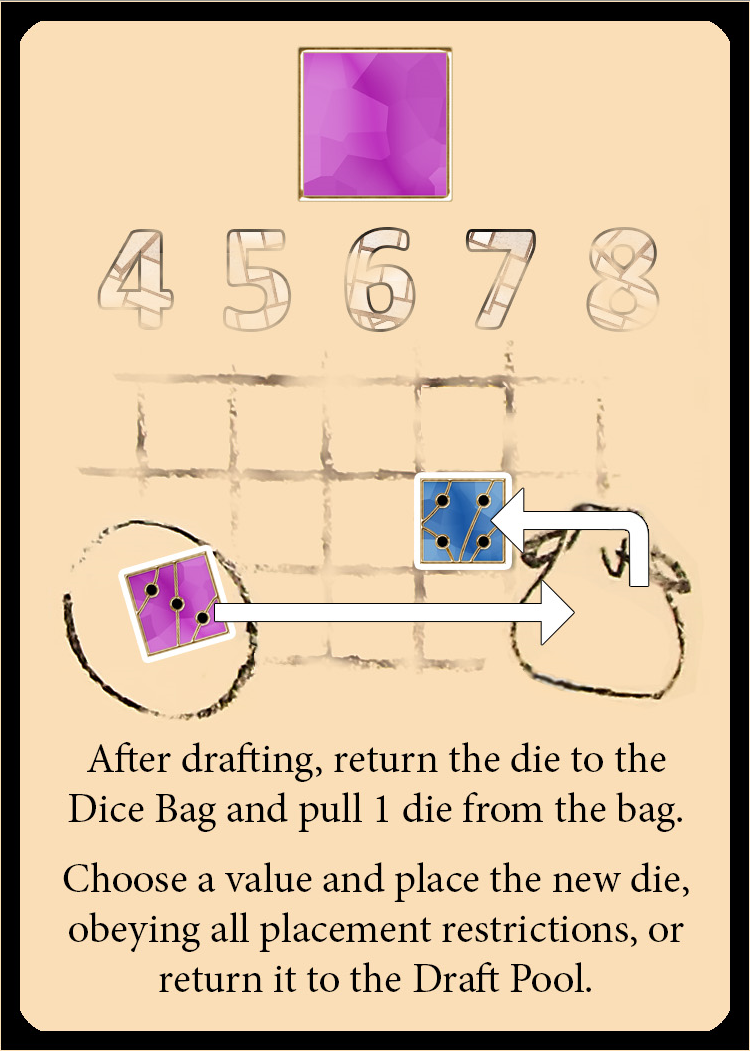 4 5 6 7 8
After drafting, return the die to the
Dice Bag and pull 1 die from the bag.
Choose a value and place the new die,
obeying all placement restrictions, or
return it to the Draft Pool.